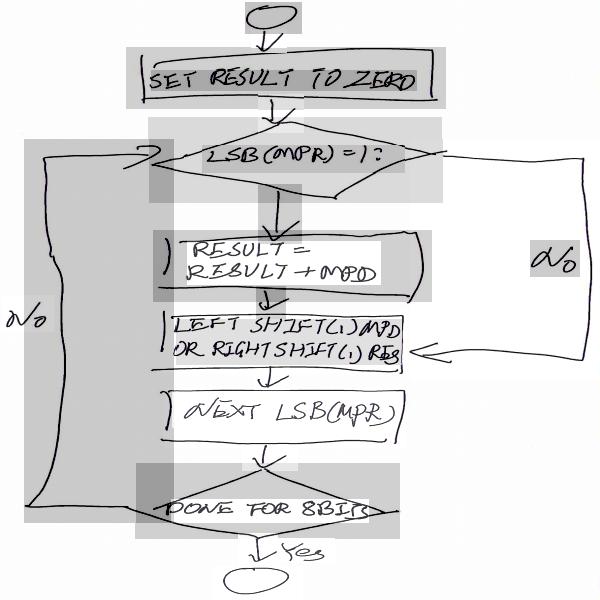 SET RESULT TO ZERO
LSB(MPR) = 1 ?
No
RESULT =
RESULT + MPD
LEFT SHIFT(1) MPD
OR RIGHT SHIFT(1) RES
No
NEXT LSB(MPR)
DONE FOR 8BITS
Yes